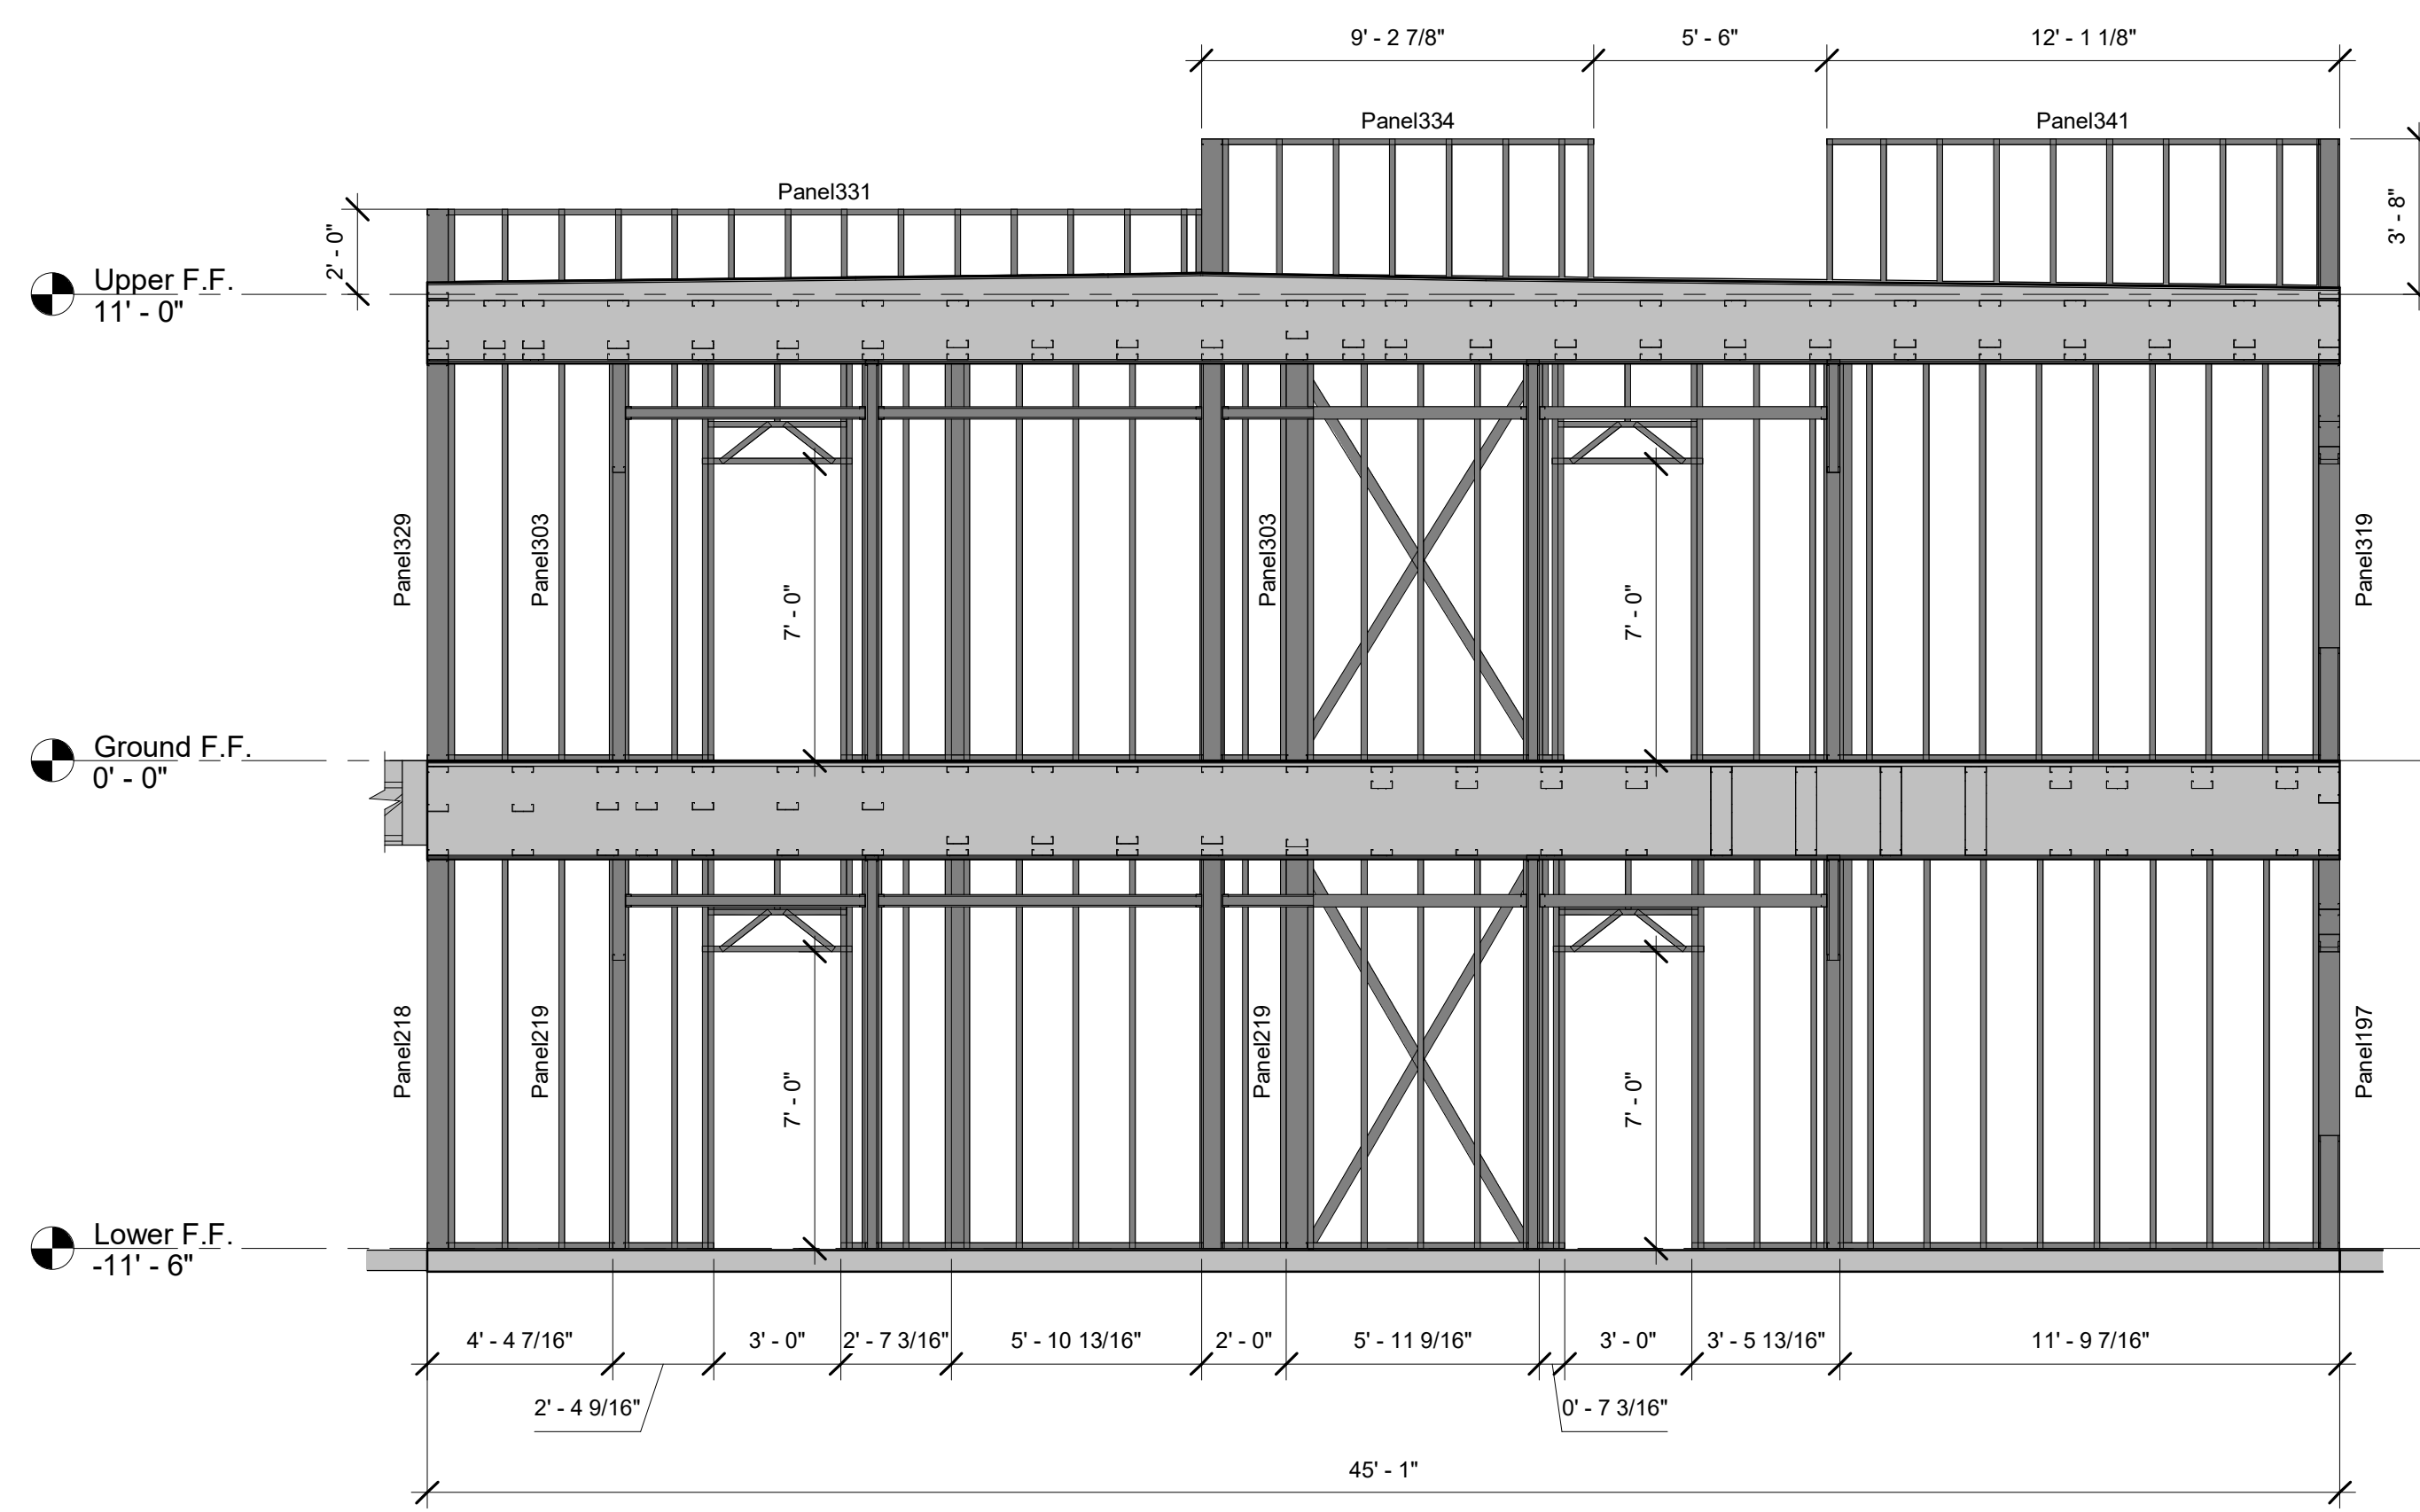 9' - 2 7/8"
5' - 6"
12' - 1 1/8"
Panel334
Panel341
Panel331
2' - 0"
3' - 8"
Upper F.F.
11' - 0"
Panel329
Panel303
7' - 0"
Panel303
7' - 0"
Panel319
Ground F.F.
0' - 0"
Panel218
Panel219
7' - 0"
Panel219
7' - 0"
Panel197
Lower F.F.
-11' - 6"
4' - 4 7/16"
3' - 0"
2' - 7 3/16"
5' - 10 13/16"
2' - 0"
5' - 11 9/16"
3' - 0"
3' - 5 13/16"
11' - 9 7/16"
2' - 4 9/16"
0' - 7 3/16"
45' - 1"